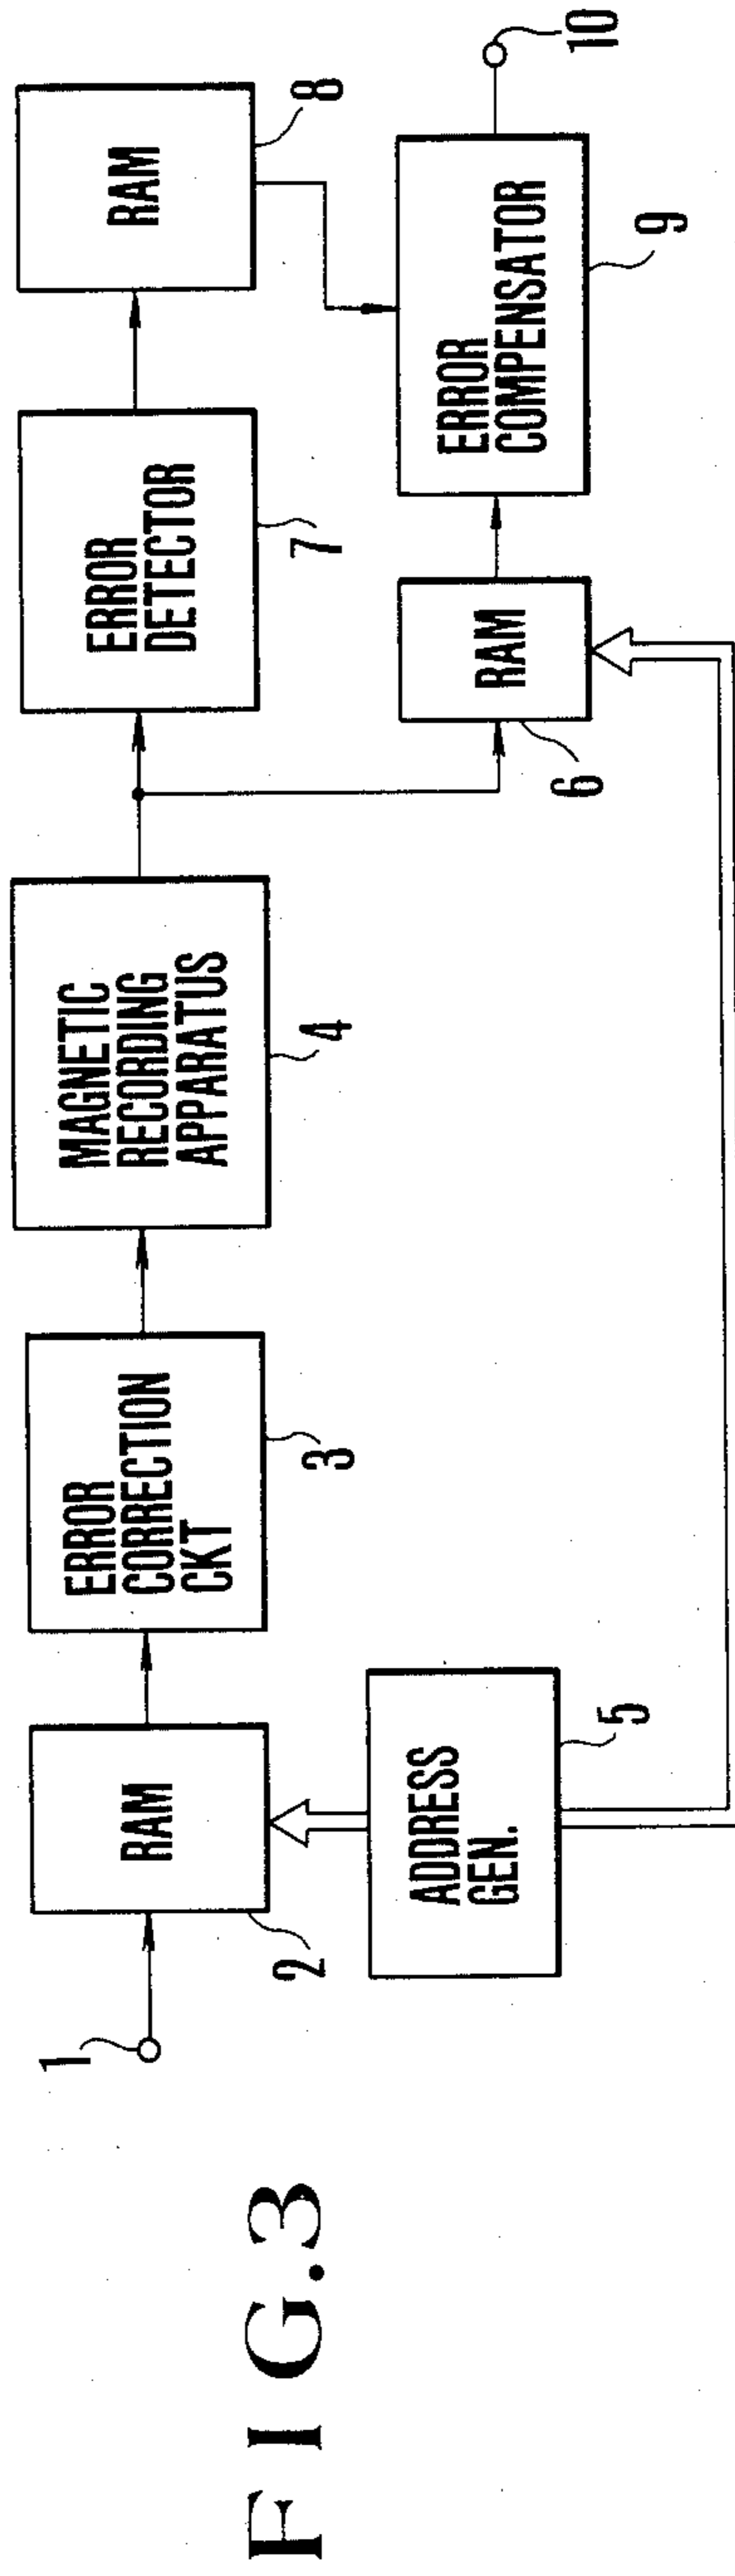 FIG.3
1
RAM
2
ERROR
CORRECTION
CKT
3
MAGNETIC
RECORDING
APPARATUS
4
ERROR
DETECTOR
7
RAM
8
ADDRESS
GEN.
5
RAM
6
ERROR
COMPENSATOR
9
10